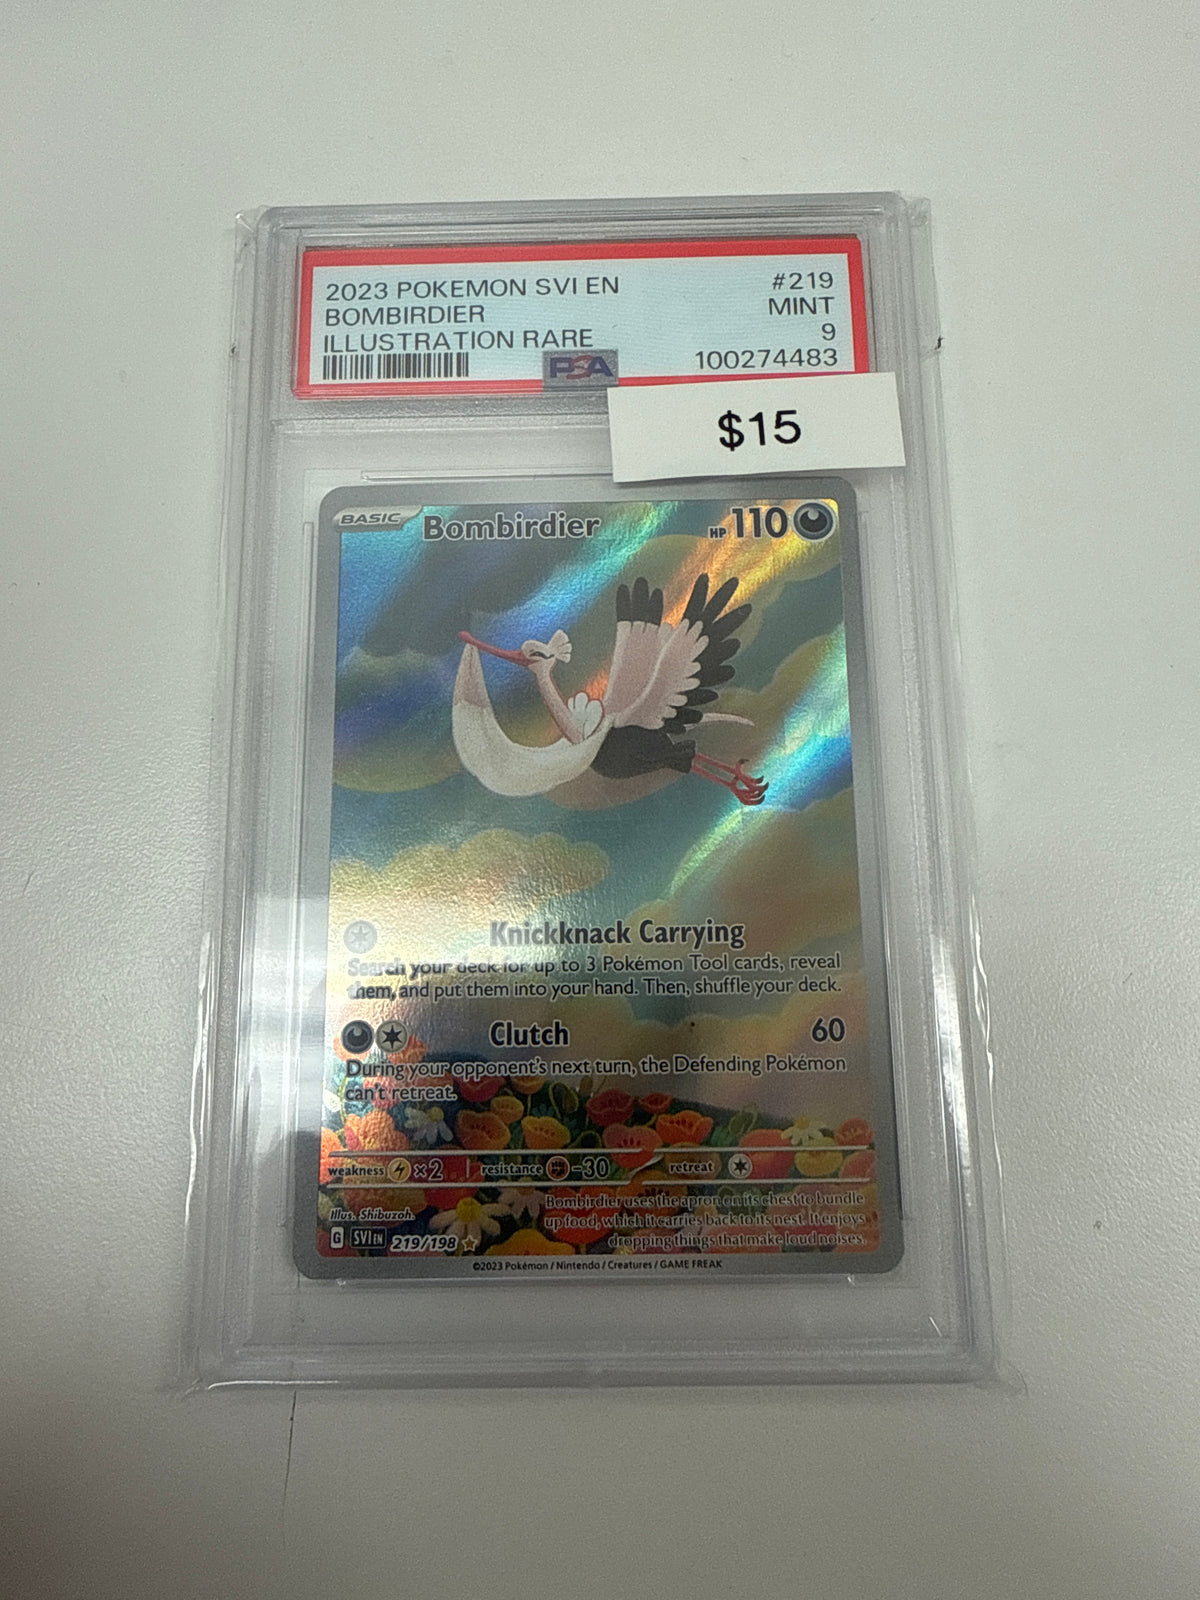 2023 POKEMON SVI EN #219
BOMBIRDIER MINT
ILLUSTRATION RARE 9
PSA 100274483
$15
BASIC Bombirdier HP 110
Knickknack Carrying
Search your deck for up to 3 Pokémon Tool cards, reveal
them, and put them into your hand. Then, shuffle your deck.
Clutch 60
During your opponent's next turn, the Defending Pokémon
can't retreat.
weakness ×2 resistance -30 retreat
Bombirdier uses the apron on its chest to bundle
Illus. Shibuzoh. up food, which it carries back to its nest. It enjoys
G SVI EN 219/198 dropping things that make loud noises.
©2023 Pokémon / Nintendo / Creatures / GAME FREAK